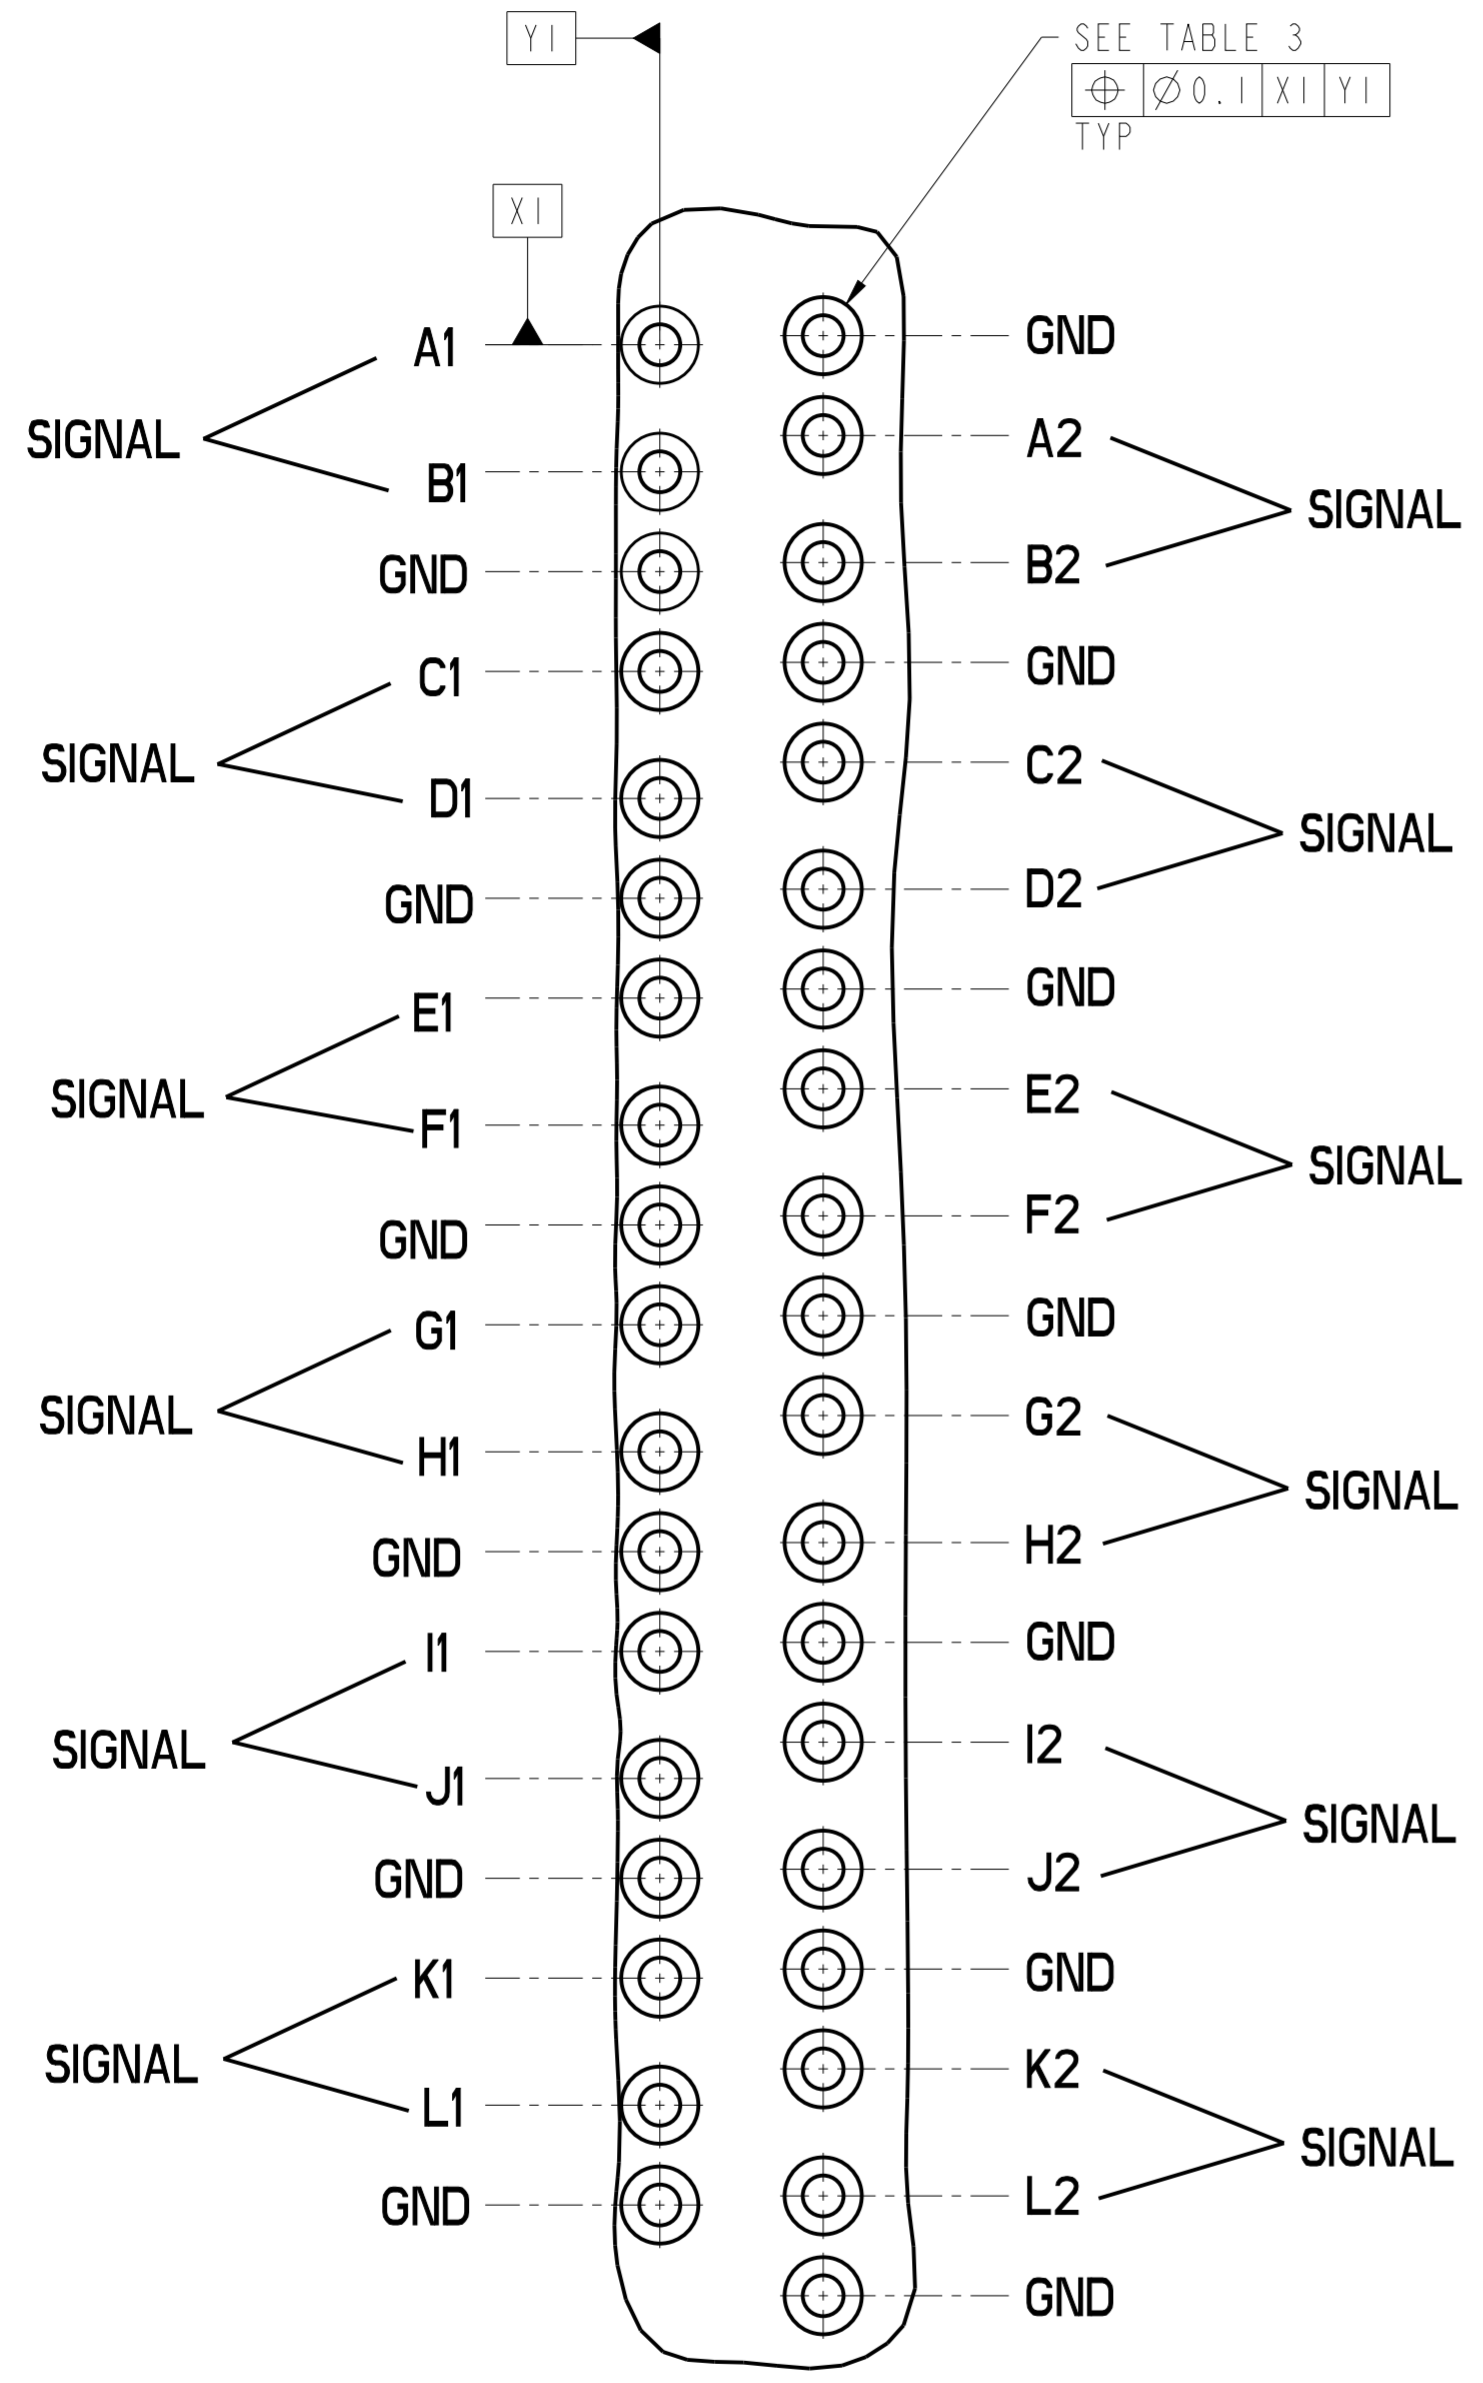 Y1
SEE TABLE 3
⌖ ⌀0.1 X1 Y1
TYP
X1
A1
GND
SIGNAL
A2
B1
SIGNAL
GND
B2
C1
GND
SIGNAL
C2
D1
SIGNAL
GND
D2
E1
GND
SIGNAL
E2
F1
SIGNAL
GND
F2
G1
GND
SIGNAL
G2
H1
SIGNAL
GND
H2
I1
GND
SIGNAL
I2
J1
SIGNAL
GND
J2
K1
GND
SIGNAL
K2
L1
SIGNAL
GND
L2
GND